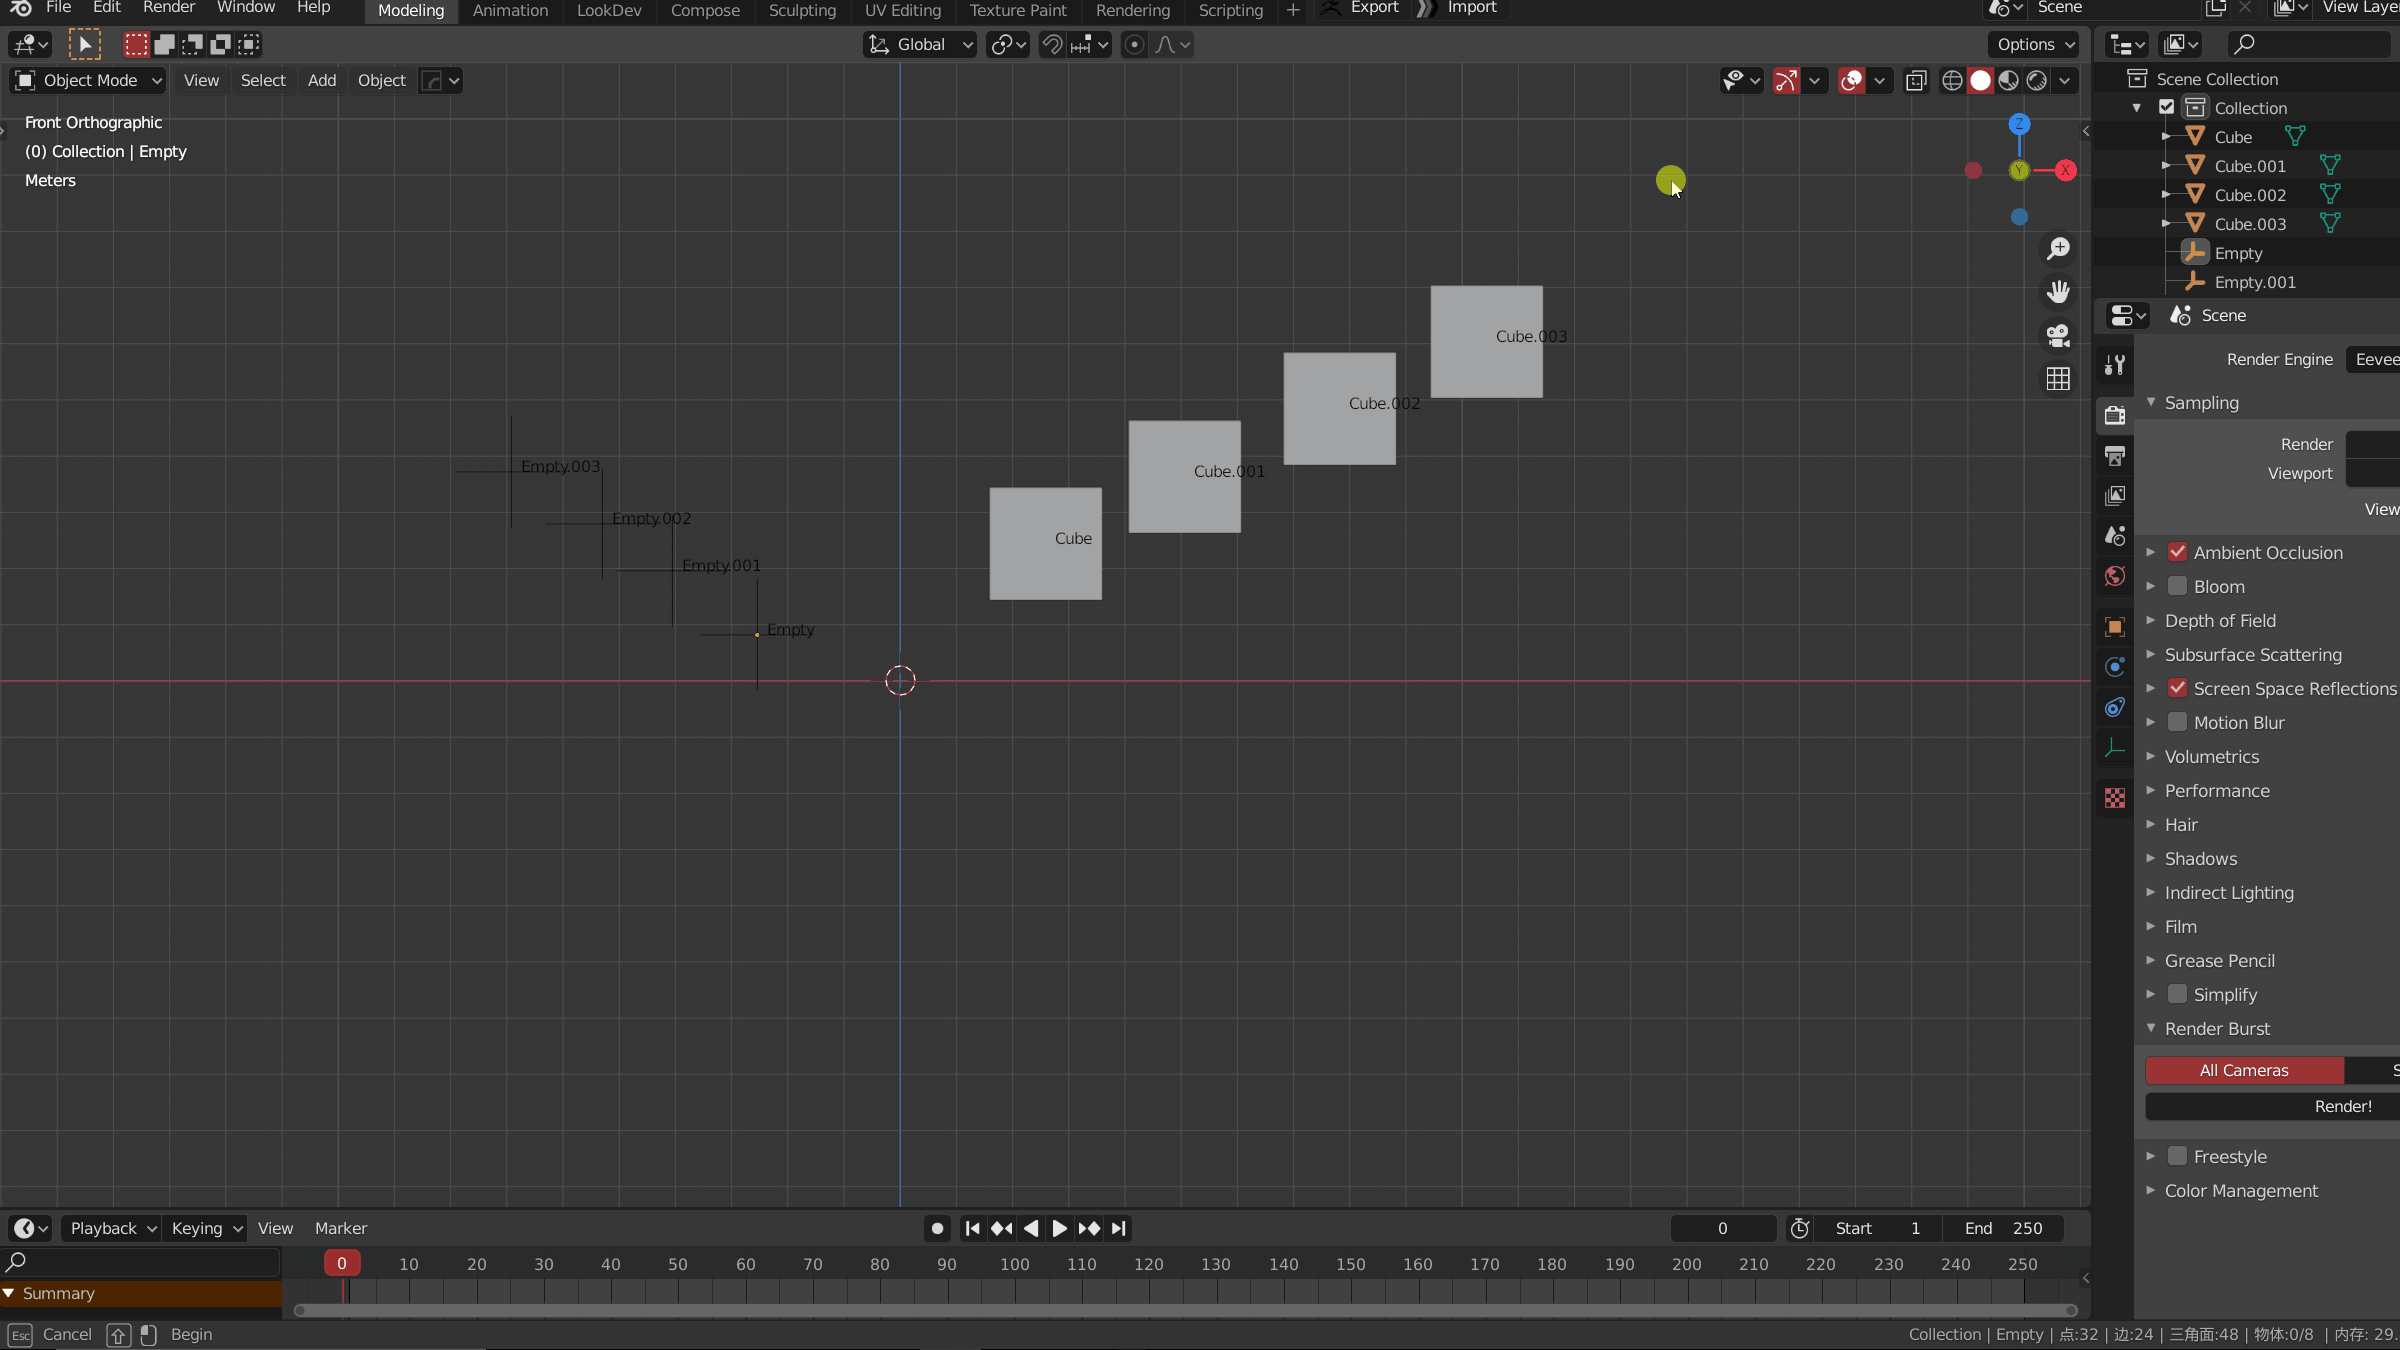 File Edit Render Window Help Modeling Animation LookDev Shading Compose Sculpting UV Editing Texture Paint Rendering Scripting + Export Import Scene View Laye
Global Options
Object Mode View Select Add Object
Scene Collection
Collection
Front Orthographic
(0) Collection | Empty
Meters
Z
Y
X
Cube
Cube.001
Cube.002
Cube.003
Empty
Empty.001
Scene
Cube.003
Cube.002
Cube.001
Cube
Empty.003
Empty.002
Empty.001
Empty
Render Engine Eevee
Sampling
Render
Viewport
View
Ambient Occlusion
Bloom
Depth of Field
Subsurface Scattering
Screen Space Reflections
Motion Blur
Volumetrics
Performance
Hair
Shadows
Indirect Lighting
Film
Grease Pencil
Simplify
Render Burst
All Cameras S
Render!
Freestyle
Color Management
Playback Keying View Marker 0 Start 1 End 250
0 10 20 30 40 50 60 70 80 90 100 110 120 130 140 150 160 170 180 190 200 210 220 230 240 250
Summary
Esc Cancel Begin Collection | Empty | 点:32 | 边:24 | 三角面:48 | 物体:0/8 | 内存: 29.